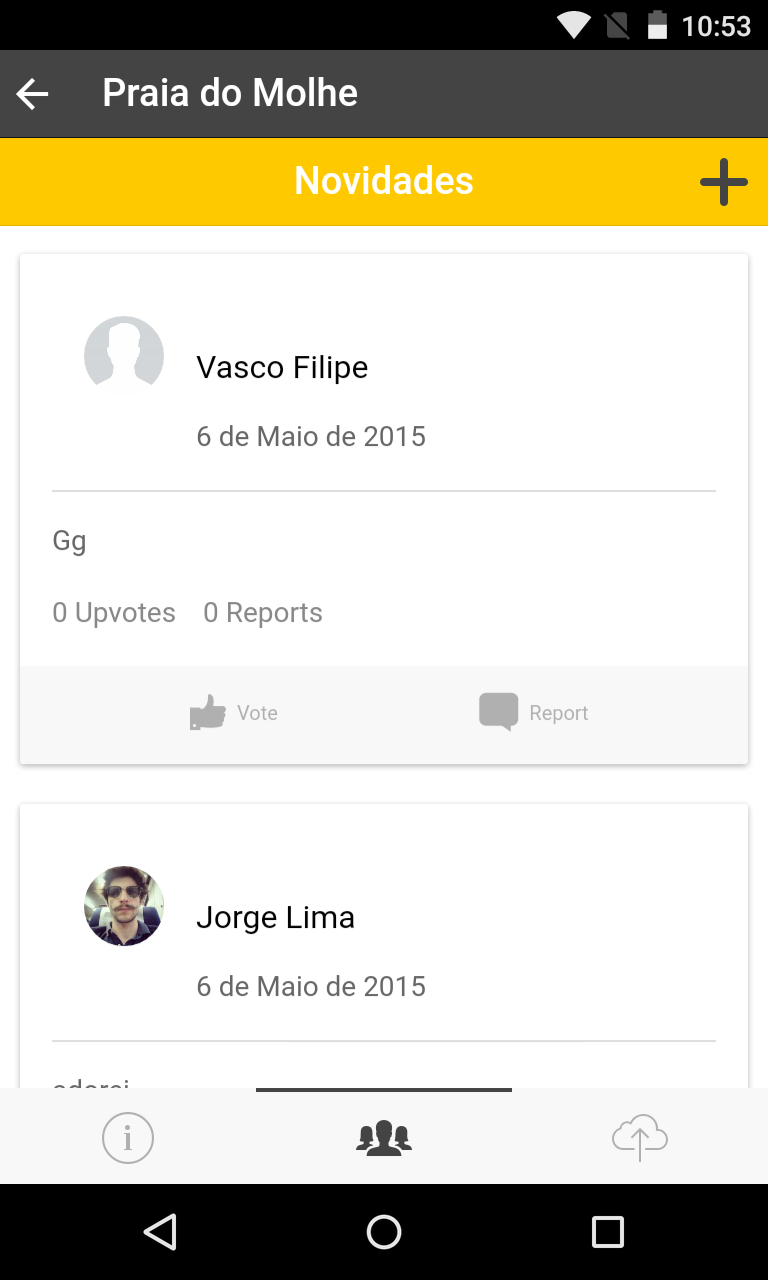 10:53
Praia do Molhe
Novidades
Vasco Filipe
6 de Maio de 2015
Gg
0 Upvotes 0 Reports
Vote Report
Jorge Lima
6 de Maio de 2015
adorei